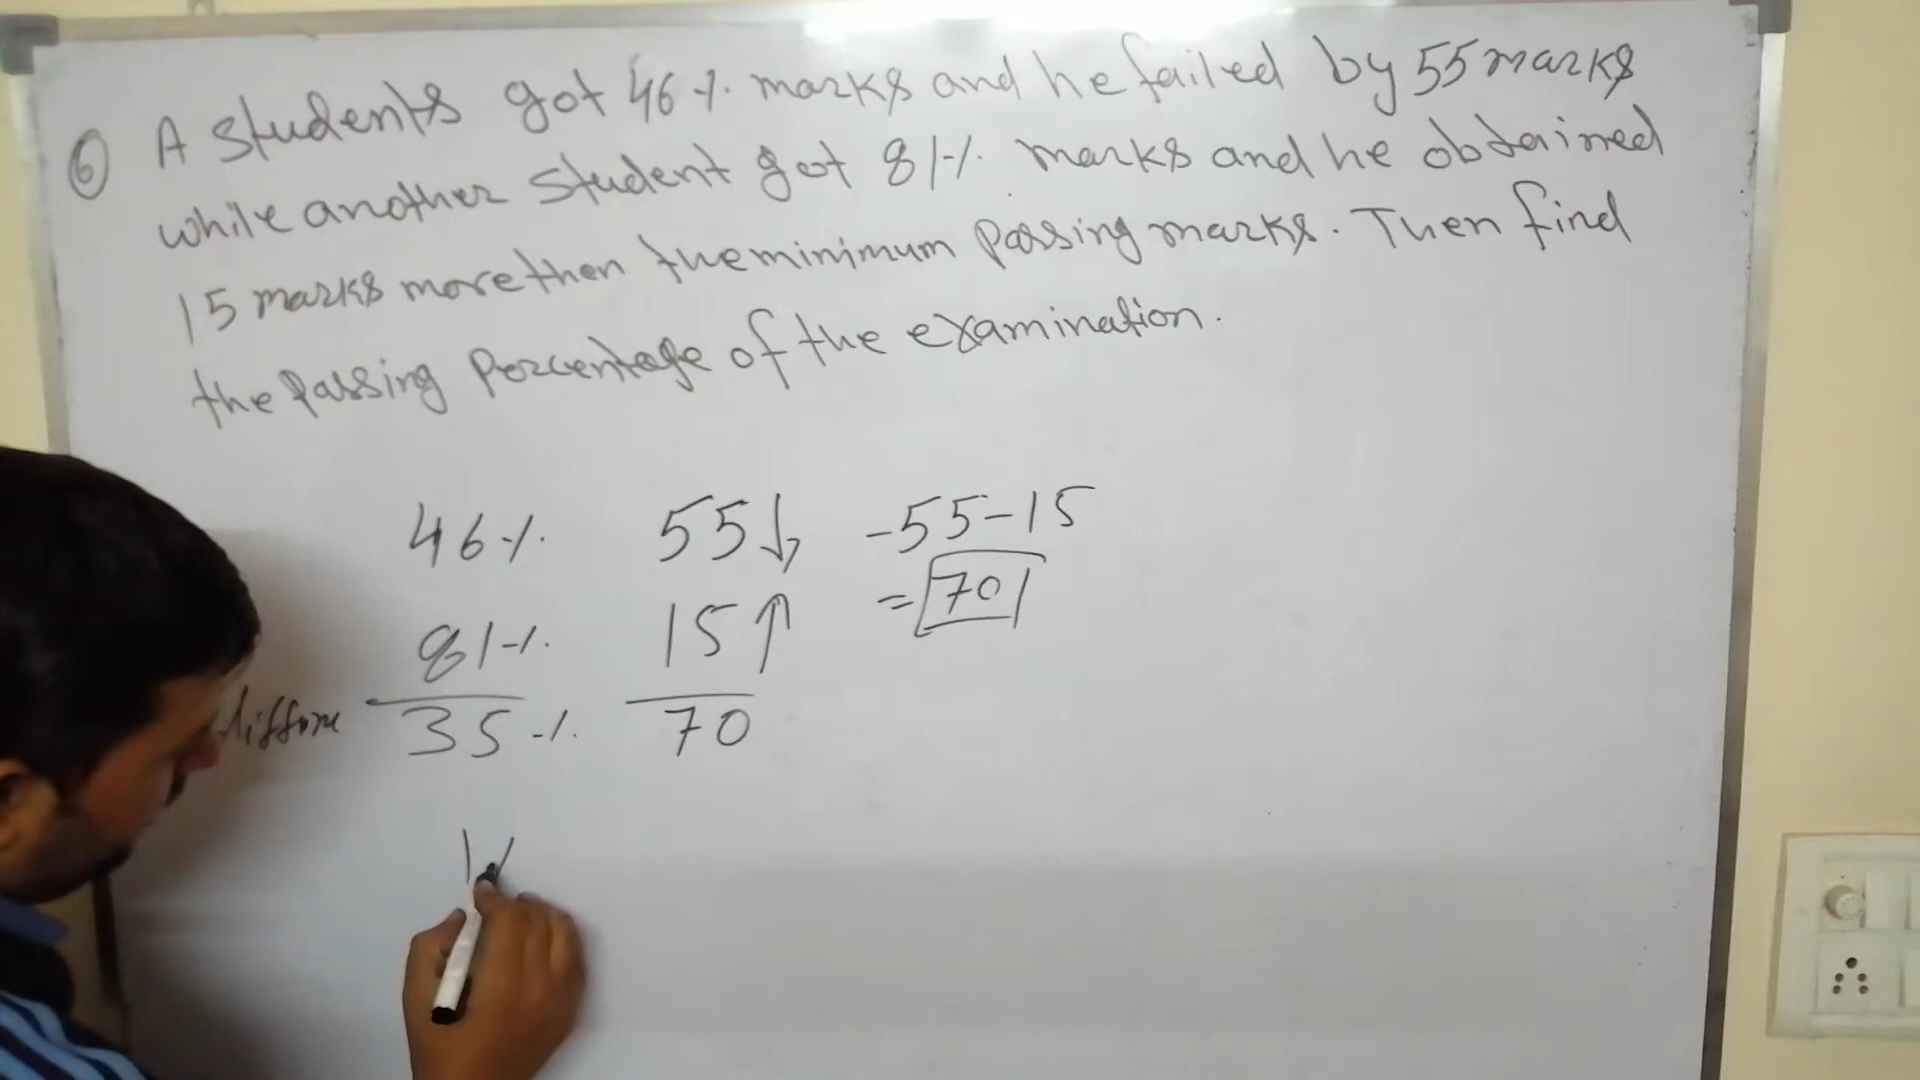 6 A students got 46% marks and he failed by 55 marks
while another student got 81% marks and he obtained
15 marks more then the minimum passing marks. Then find
the passing percentage of the examination.
46% 55↓ -55-15
= 70
81% 15↑
35% 70